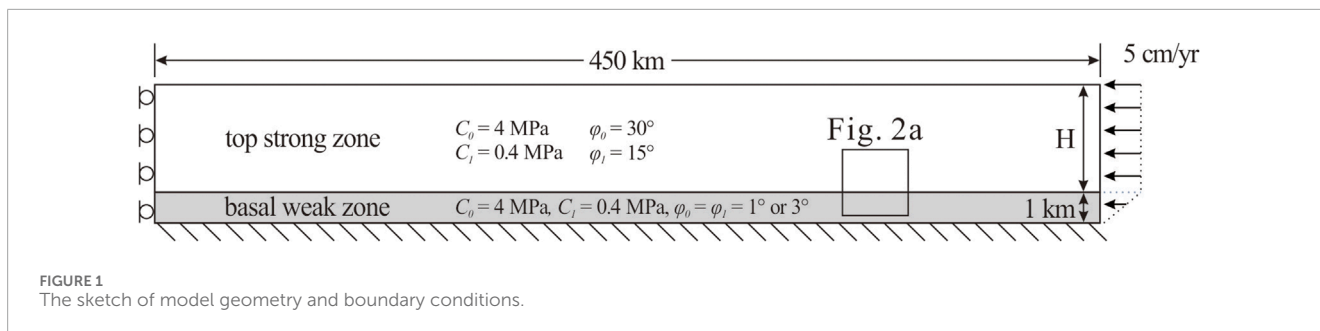 450 km
5 cm/yr
top strong zone
C₀ = 4 MPa φ₀ = 30°
C₁ = 0.4 MPa φ₁ = 15°
Fig. 2a
H
basal weak zone
C₀ = 4 MPa, C₁ = 0.4 MPa, φ₀ = φ₁ = 1° or 3°
1 km
FIGURE 1
The sketch of model geometry and boundary conditions.